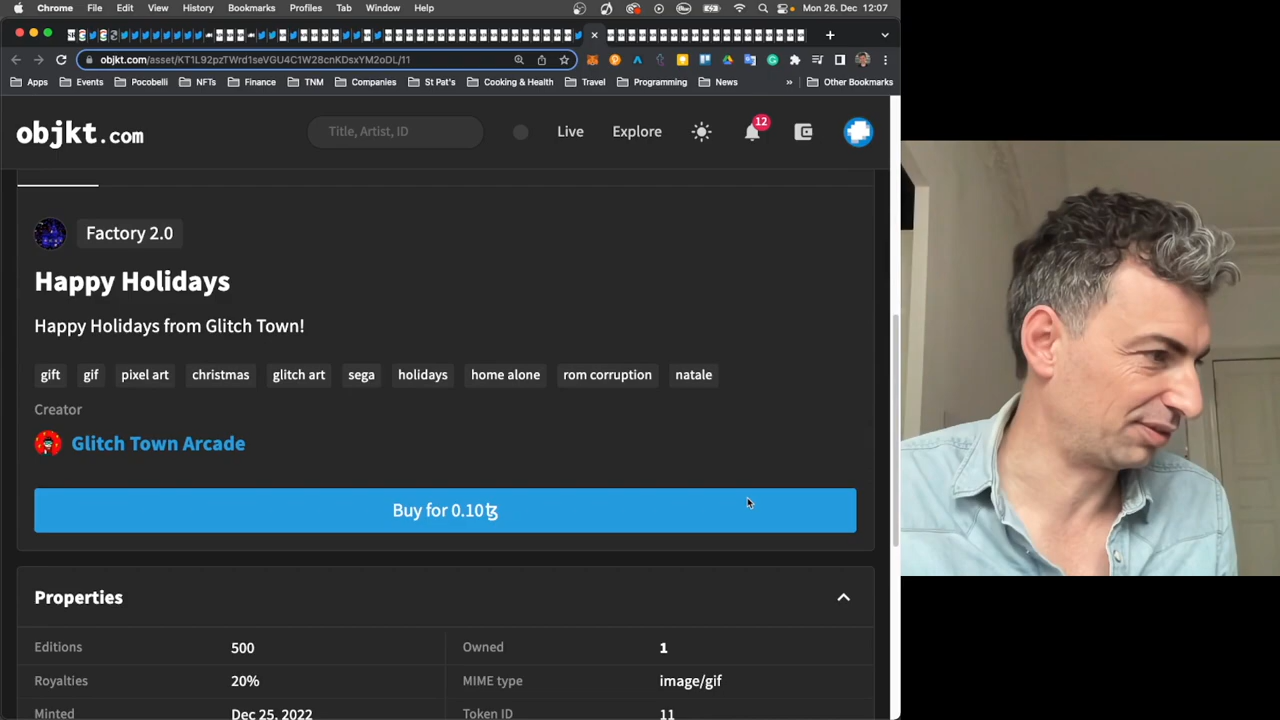 Chrome File Edit View History Bookmarks Profiles Tab Window Help Mon 26. Dec 12:07
objkt.com/asset/KT1L92pzTWrd1seVGU4C1W28cnKDsxYM2oDL/11
Apps Events Pocobelli NFTs Finance TNM Companies St Pat's Cooking & Health Travel Programming News » Other Bookmarks
objkt.com Title, Artist, ID Live Explore 12
Factory 2.0
Happy Holidays
Happy Holidays from Glitch Town!
gift gif pixel art christmas glitch art sega holidays home alone rom corruption natale
Creator
Glitch Town Arcade
Buy for 0.10ꜩ
Properties
Editions 500 Owned 1
Royalties 20% MIME type image/gif
Minted Dec 25, 2022 Token ID 11